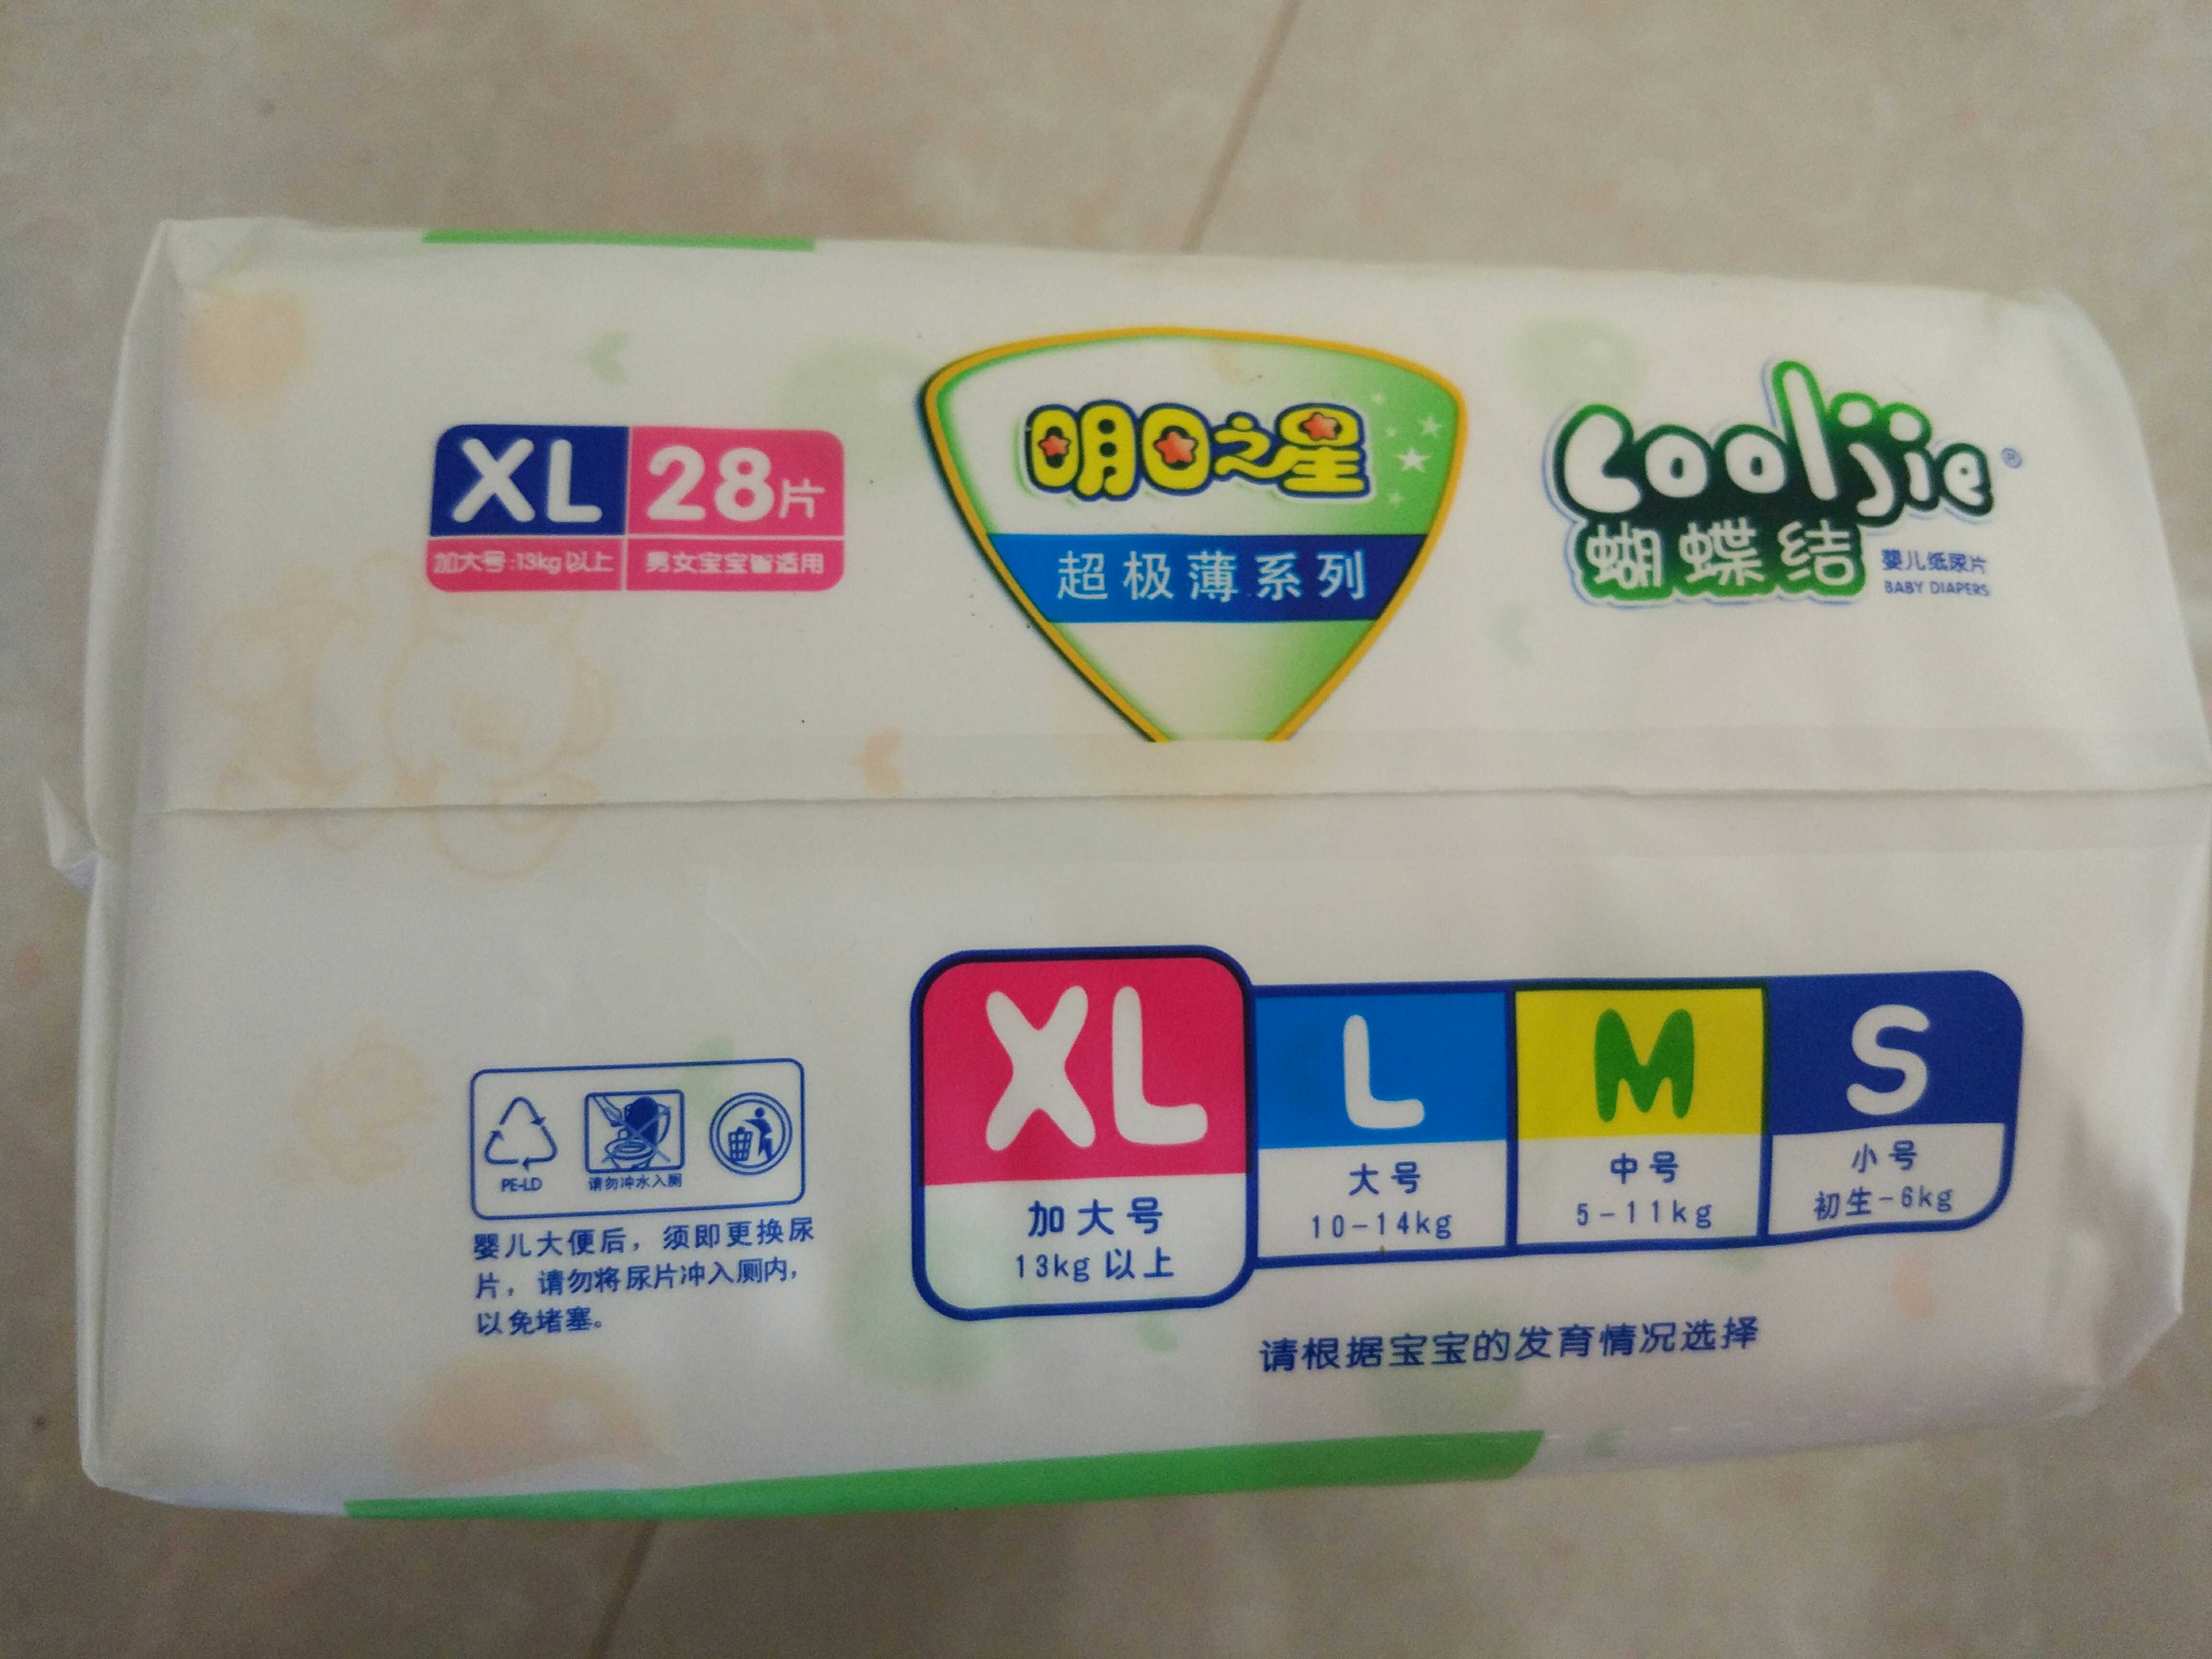 XL 28片
加大号:13kg以上 男女宝宝皆适用
明日之星
超极薄系列
Cooljie®
蝴蝶结
婴儿纸尿片
BABY DIAPERS
PE-LD
请勿冲水入厕
婴儿大便后，须即更换尿
片，请勿将尿片冲入厕内，
以免堵塞。
XL
加大号
13kg以上
L
大号
10-14kg
M
中号
5-11kg
S
小号
初生-6kg
请根据宝宝的发育情况选择